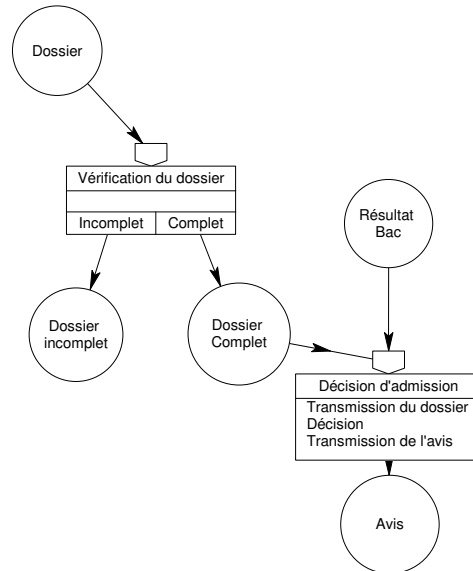 Dossier
Vérification du dossier
Incomplet
Complet
Résultat
Bac
Dossier
incomplet
Dossier
Complet
Décision d'admission
Transmission du dossier
Décision
Transmission de l'avis
Avis